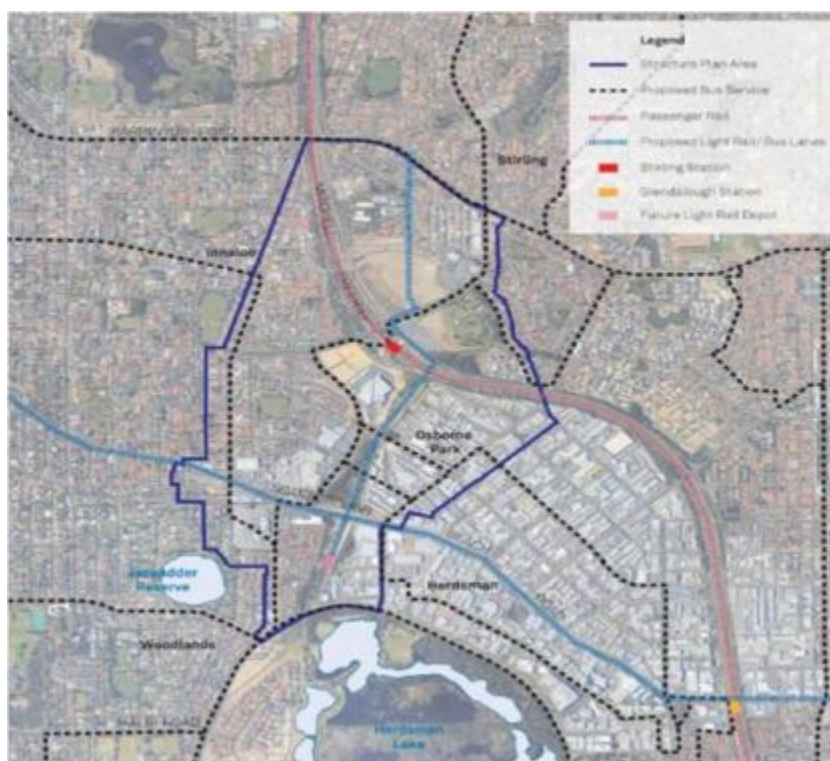 Legend
Structure Plan Area
Proposed Bus Service
Passenger Rail
Proposed Light Rail/ Bus Lanes
Stirling Station
Glendalough Station
Future Light Rail Depot
Stirling
Innaloo
Osborne
Park
Jackadder
Reserve
Herdsman
Woodlands
Herdsman
Lake